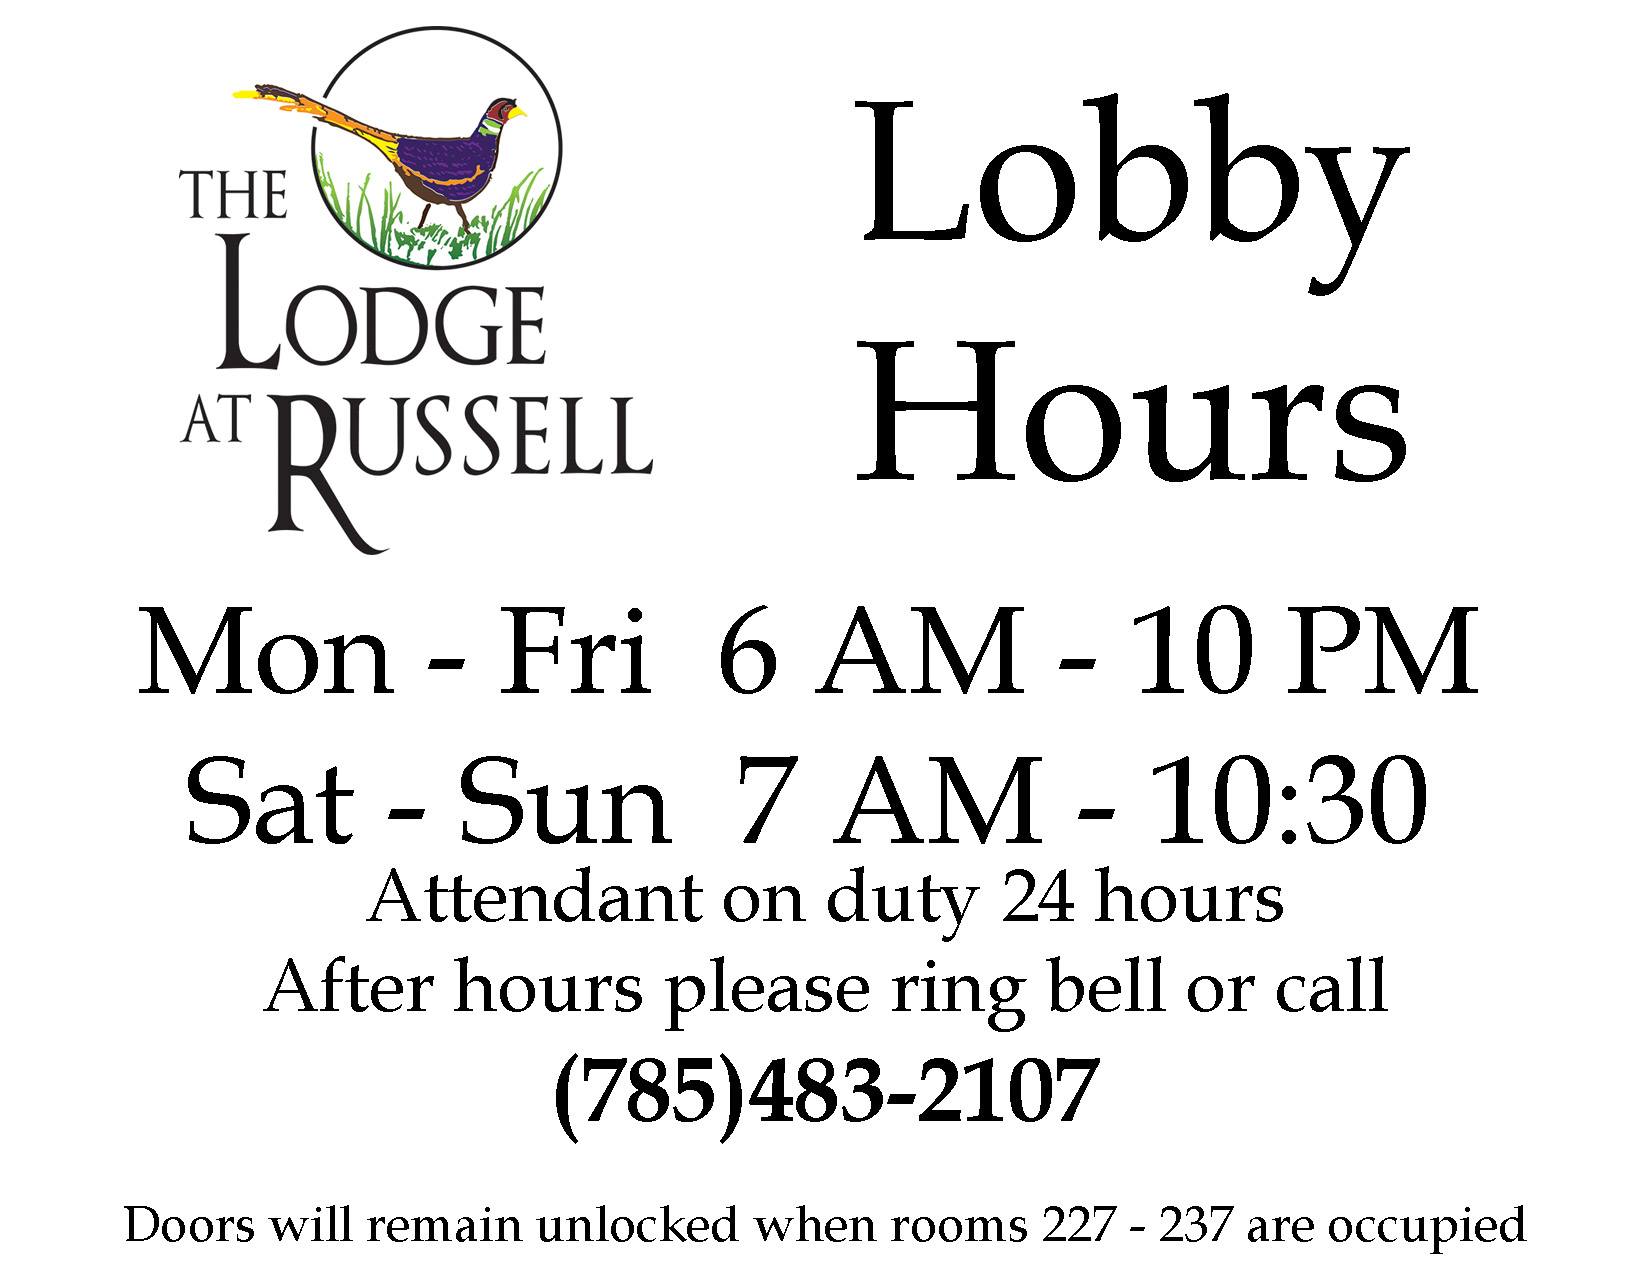 THE
LODGE
AT RUSSELL
Lobby
Hours
Mon - Fri 6 AM - 10 PM
Sat - Sun 7 AM - 10:30
Attendant on duty 24 hours
After hours please ring bell or call
(785)483-2107
Doors will remain unlocked when rooms 227 - 237 are occupied